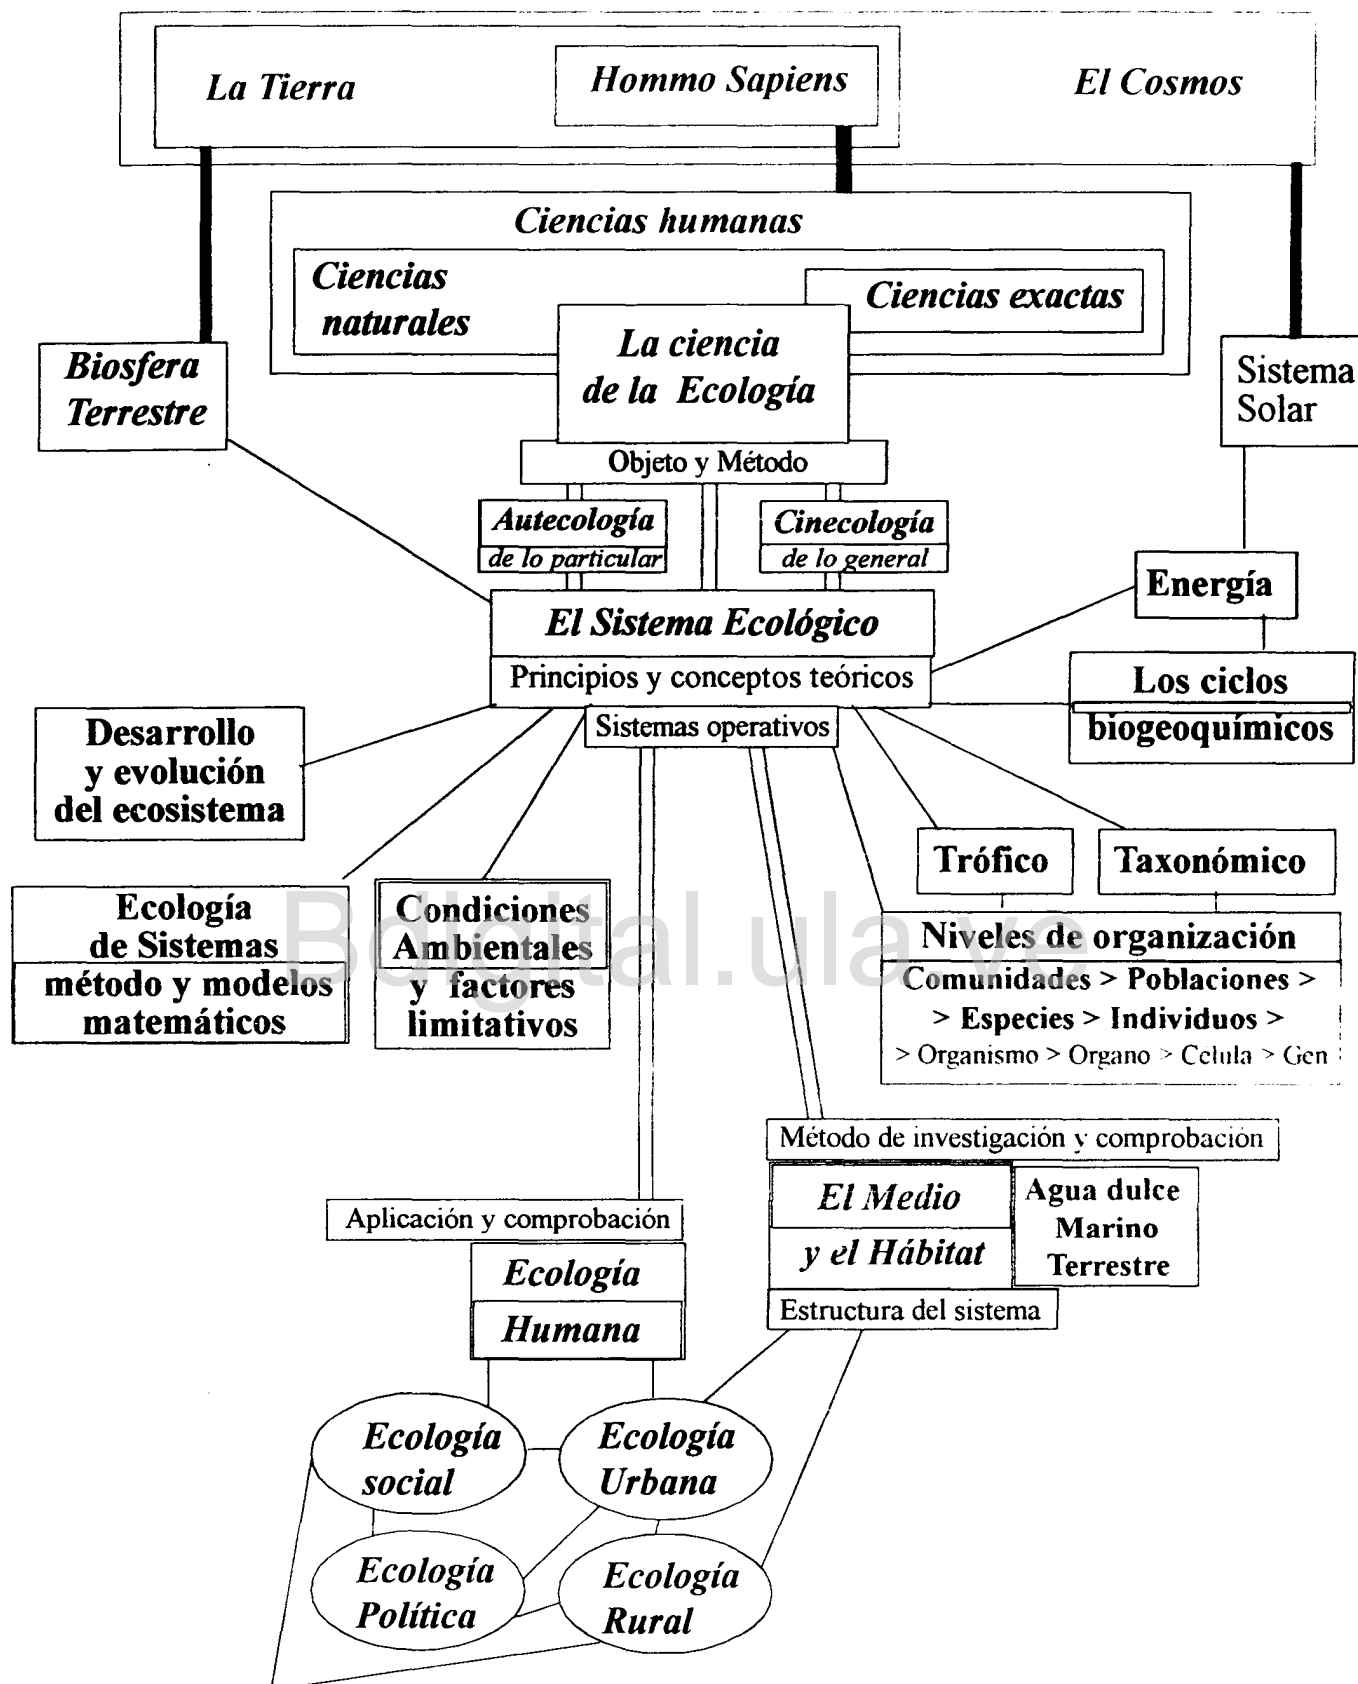 La Tierra
Hommo Sapiens
El Cosmos
Ciencias humanas
Ciencias
naturales
Ciencias exactas
La ciencia
de la Ecología
Biosfera
Terrestre
Sistema
Solar
Objeto y Método
Autecología
de lo particular
Cinecología
de lo general
Energía
El Sistema Ecológico
Principios y conceptos teóricos
Los ciclos
biogeoquímicos
Sistemas operativos
Desarrollo
y evolución
del ecosistema
Trófico
Taxonómico
Ecología
de Sistemas
método y modelos
matemáticos
Condiciones
Ambientales
y factores
limitativos
Bdigital.ula.ve
Niveles de organización
Comunidades > Poblaciones >
> Especies > Individuos >
> Organismo > Organo > Celula > Gen
Método de investigación y comprobación
El Medio
y el Hábitat
Agua dulce
Marino
Terrestre
Estructura del sistema
Aplicación y comprobación
Ecología
Humana
Ecología
social
Ecología
Urbana
Ecología
Política
Ecología
Rural